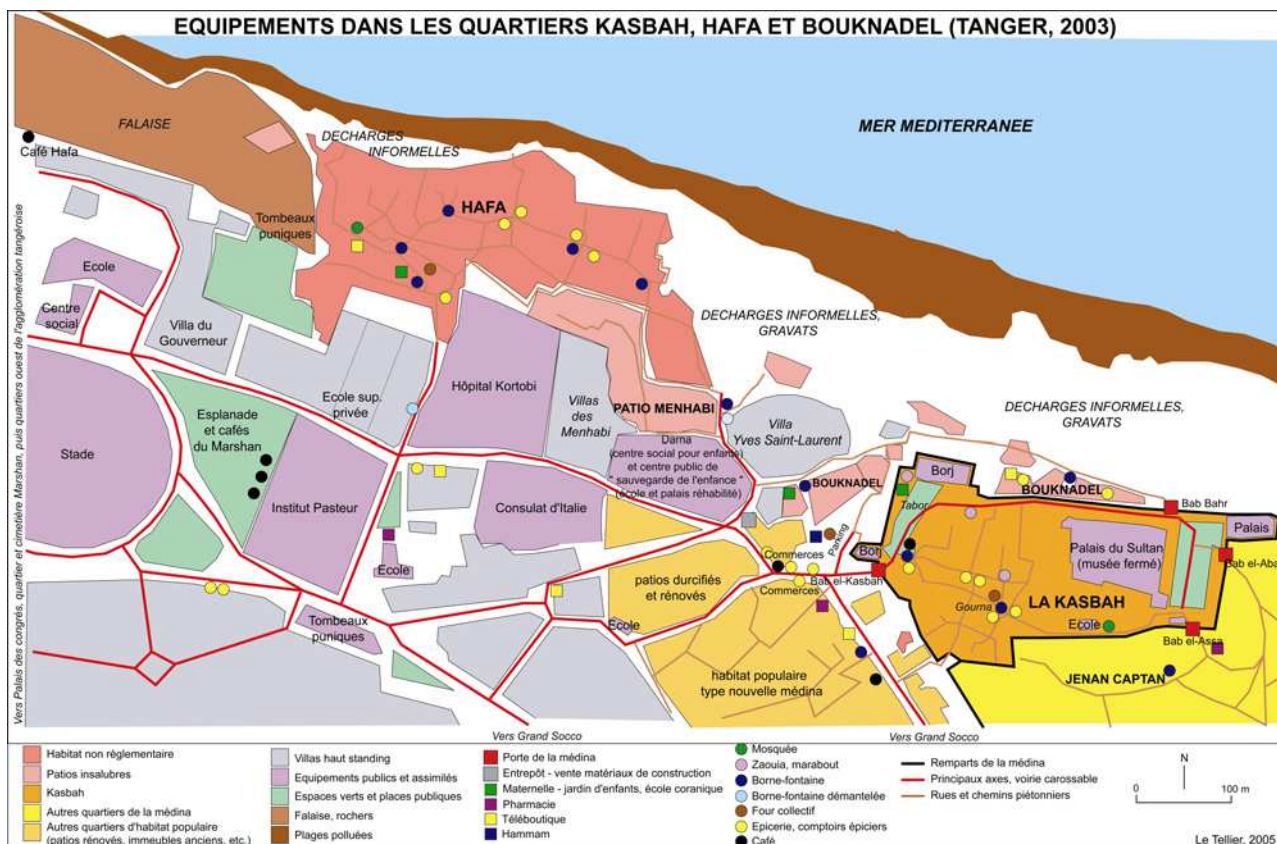 EQUIPEMENTS DANS LES QUARTIERS KASBAH, HAFA ET BOUKNADEL (TANGER, 2003)
FALAISE
DECHARGES
INFORMELLES
MER MEDITERRANEE
Café Hafa
HAFA
Tombeaux
puniques
Ecole
Centre
social
Villa du
Gouverneur
DECHARGES INFORMELLES,
GRAVATS
Ecole sup.
privée
Hôpital Kortobi
Villas
des
Menhabi
PATIO MENHABI
Villa
Yves Saint-Laurent
DECHARGES INFORMELLES,
GRAVATS
Esplanade
et cafés
du Marshan
Stade
Darna
(centre social pour enfants)
et centre public de
" sauvegarde de l'enfance "
(école et palais réhabilité)
Institut Pasteur
Consulat d'Italie
BOUKNADEL
Borj
Tabor
BOUKNADEL
Bab Bahr
Palais
Parking
Borj
Palais du Sultan
(musée fermé)
Bab el-Aba
Ecole
Commerces
Commerces
Bab el-Kasbah
patios durcifiés
et rénovés
LA KASBAH
Gourna
Ecole
Bab el-Assa
Tombeaux
puniques
Ecole
habitat populaire
type nouvelle médina
JENAN CAPTAN
Vers Palais des congrés, quartier et cimetière Marshan, puis quartiers ouest de l'agglomération tangéroise
Vers Grand Socco
Vers Grand Socco
Habitat non règlementaire
Patios insalubres
Kasbah
Autres quartiers de la médina
Autres quartiers d'habitat populaire
(patios rénovés, immeubles anciens, etc.)
Villas haut standing
Equipements publics et assimilés
Espaces verts et places publiques
Falaise, rochers
Plages polluées
Porte de la médina
Entrepôt - vente matériaux de construction
Maternelle - jardin d'enfants, école coranique
Pharmacie
Téléboutique
Hammam
Mosquée
Zaouia, marabout
Borne-fontaine
Borne-fontaine démantelée
Four collectif
Epicerie, comptoirs épiciers
Café
Remparts de la médina
Principaux axes, voirie carossable
Rues et chemins piétonniers
N
0
100 m
Le Tellier, 2005